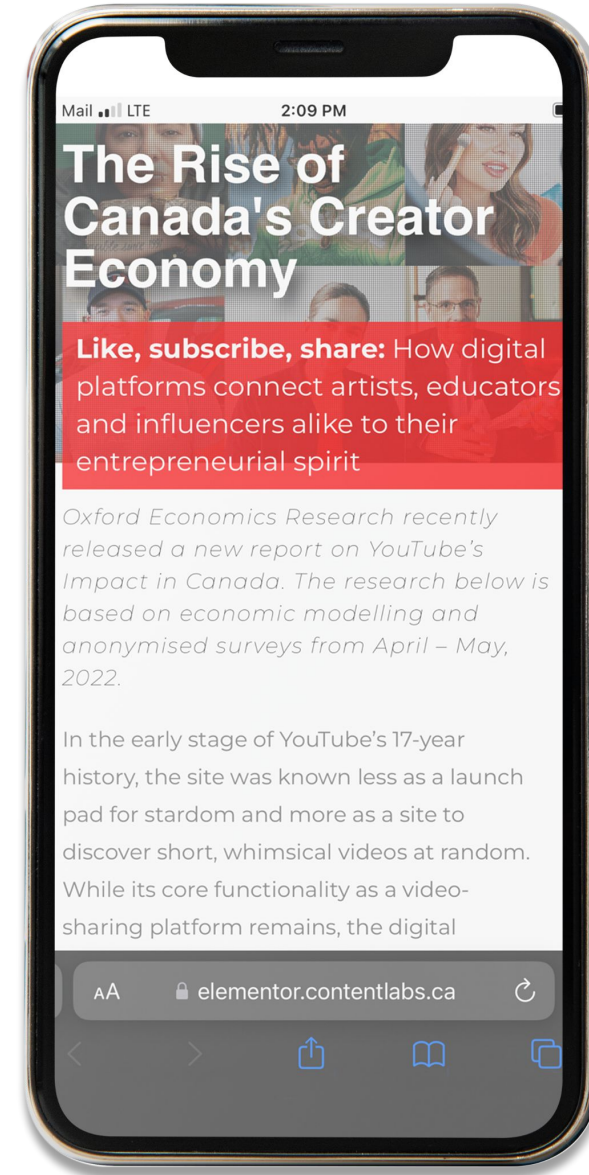 Mail LTE 2:09 PM
The Rise of
Canada's Creator
Economy
Like, subscribe, share: How digital
platforms connect artists, educators
and influencers alike to their
entrepreneurial spirit
Oxford Economics Research recently
released a new report on YouTube’s
Impact in Canada. The research below is
based on economic modelling and
anonymised surveys from April – May,
2022.
In the early stage of YouTube’s 17-year
history, the site was known less as a launch
pad for stardom and more as a site to
discover short, whimsical videos at random.
While its core functionality as a video-
sharing platform remains, the digital
AA elementor.contentlabs.ca